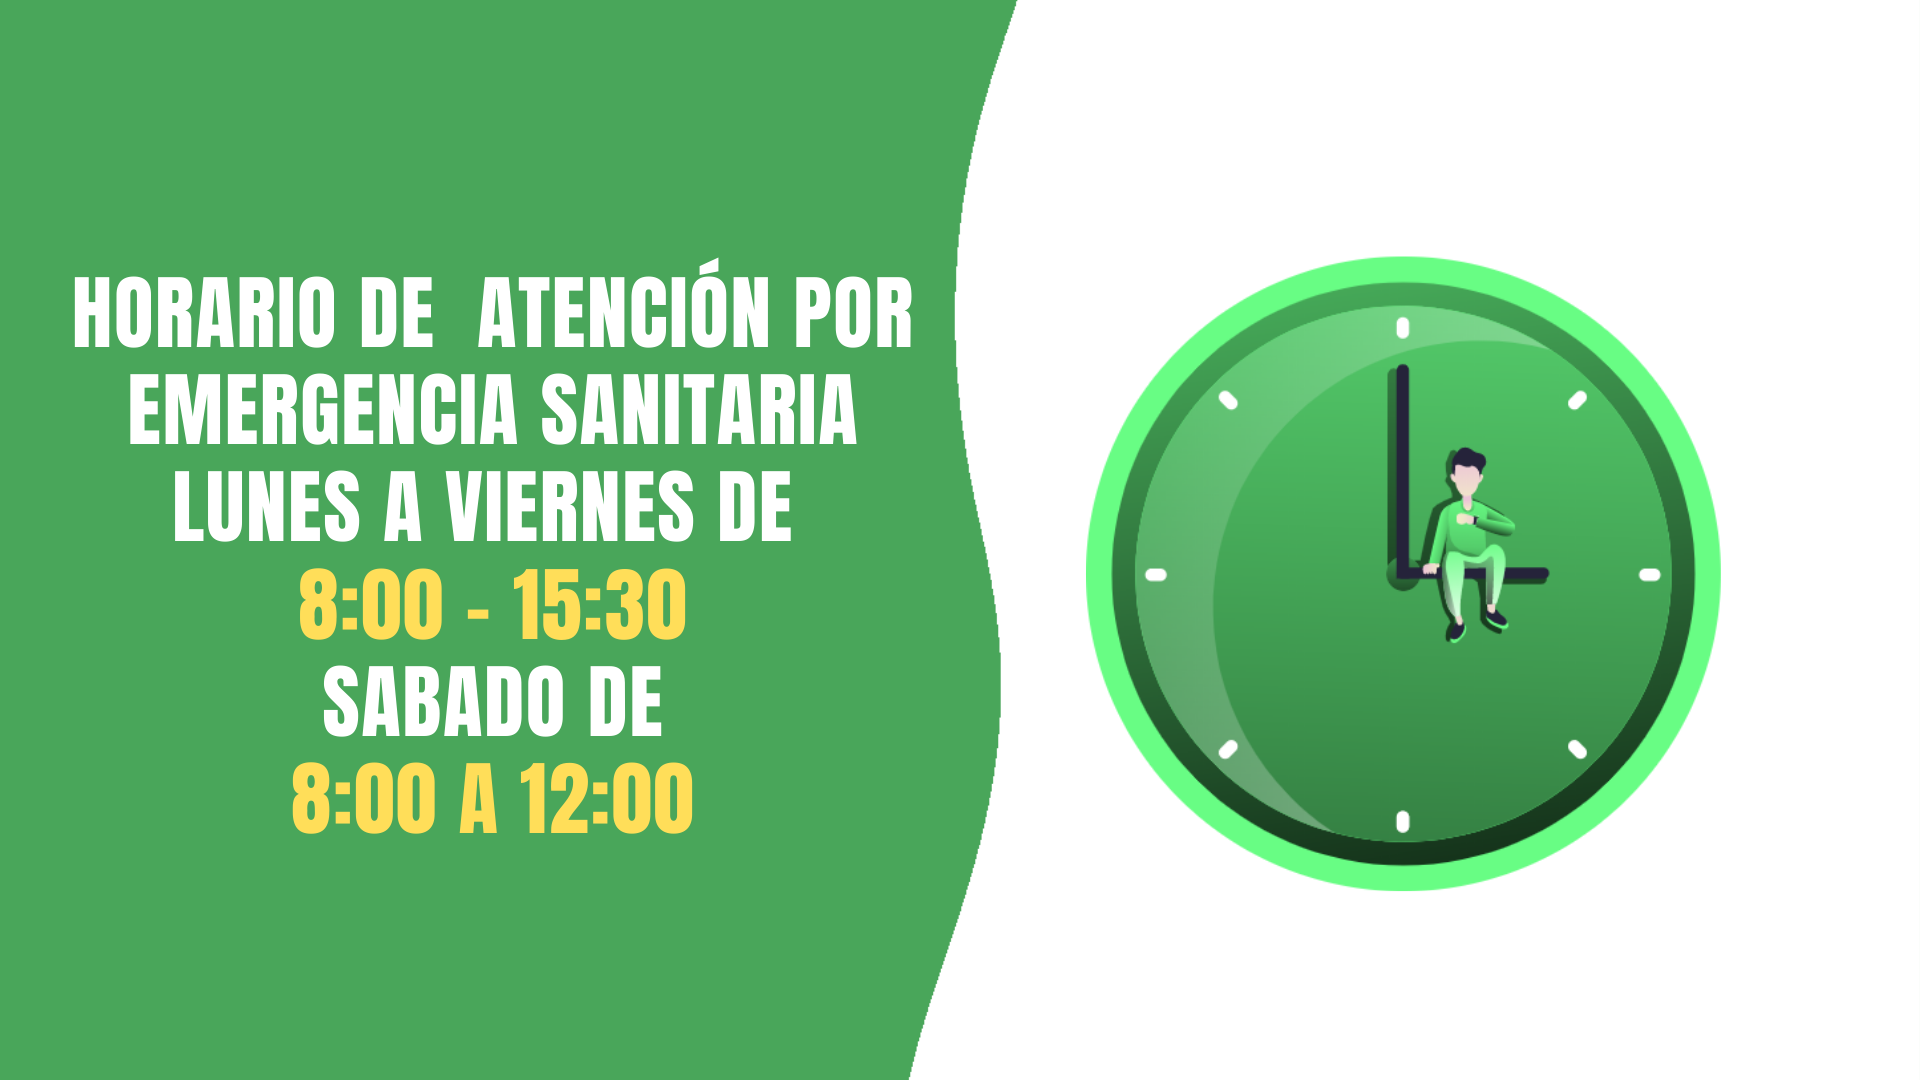 HORARIO DE ATENCIÓN POR
EMERGENCIA SANITARIA
LUNES A VIERNES DE
8:00 - 15:30
SABADO DE
8:00 A 12:00